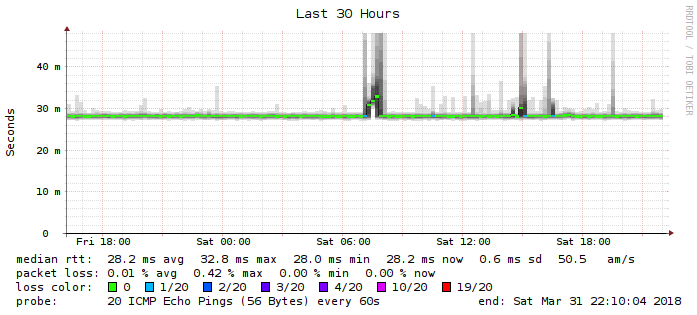 Last 30 Hours
RRDTOOL / TOBI OETIKER
Seconds
40 m
30 m
20 m
10 m
0
Fri 18:00 Sat 00:00 Sat 06:00 Sat 12:00 Sat 18:00
median rtt: 28.2 ms avg 32.8 ms max 28.0 ms min 28.2 ms now 0.6 ms sd 50.5 am/s
packet loss: 0.01 % avg 0.42 % max 0.00 % min 0.00 % now
loss color: 0 1/20 2/20 3/20 4/20 10/20 19/20
probe: 20 ICMP Echo Pings (56 Bytes) every 60s end: Sat Mar 31 22:10:04 2018